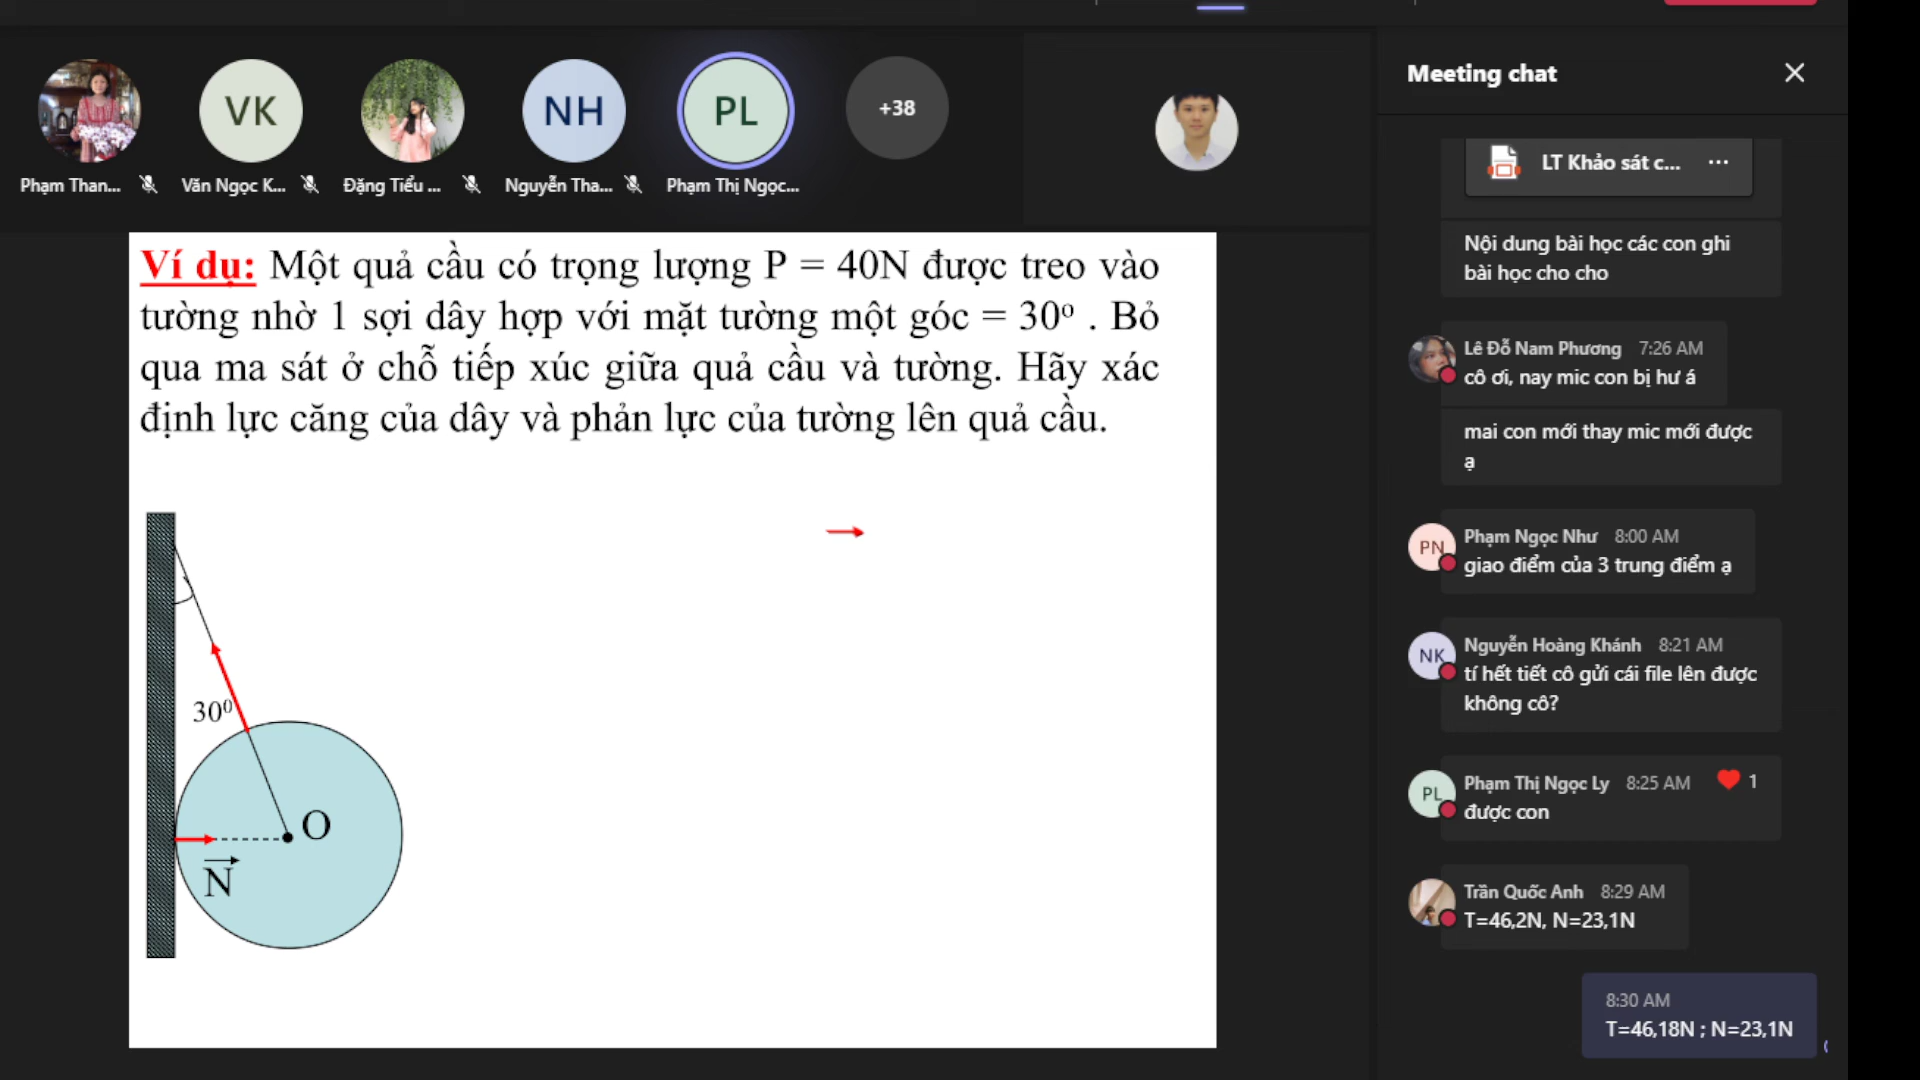 Meeting chat
VK
NH
PL
+38
Phạm Than...
Văn Ngọc K...
Đặng Tiểu ...
Nguyễn Tha...
Phạm Thị Ngọc...
Ví dụ: Một quả cầu có trọng lượng P = 40N được treo vào
tường nhờ 1 sợi dây hợp với mặt tường một góc = 30⁰ . Bỏ
qua ma sát ở chỗ tiếp xúc giữa quả cầu và tường. Hãy xác
định lực căng của dây và phản lực của tường lên quả cầu.
30⁰
O
N
LT Khảo sát c... ...
Nội dung bài học các con ghi
bài học cho cho
Lê Đỗ Nam Phương 7:26 AM
cô ơi, nay mic con bị hư á
mai con mới thay mic mới được
ạ
PN
Phạm Ngọc Như 8:00 AM
giao điểm của 3 trung điểm ạ
NK
Nguyễn Hoàng Khánh 8:21 AM
tí hết tiết cô gửi cái file lên được
không cô?
PL
Phạm Thị Ngọc Ly 8:25 AM 1
được con
Trần Quốc Anh 8:29 AM
T=46,2N, N=23,1N
8:30 AM
T=46,18N ; N=23,1N